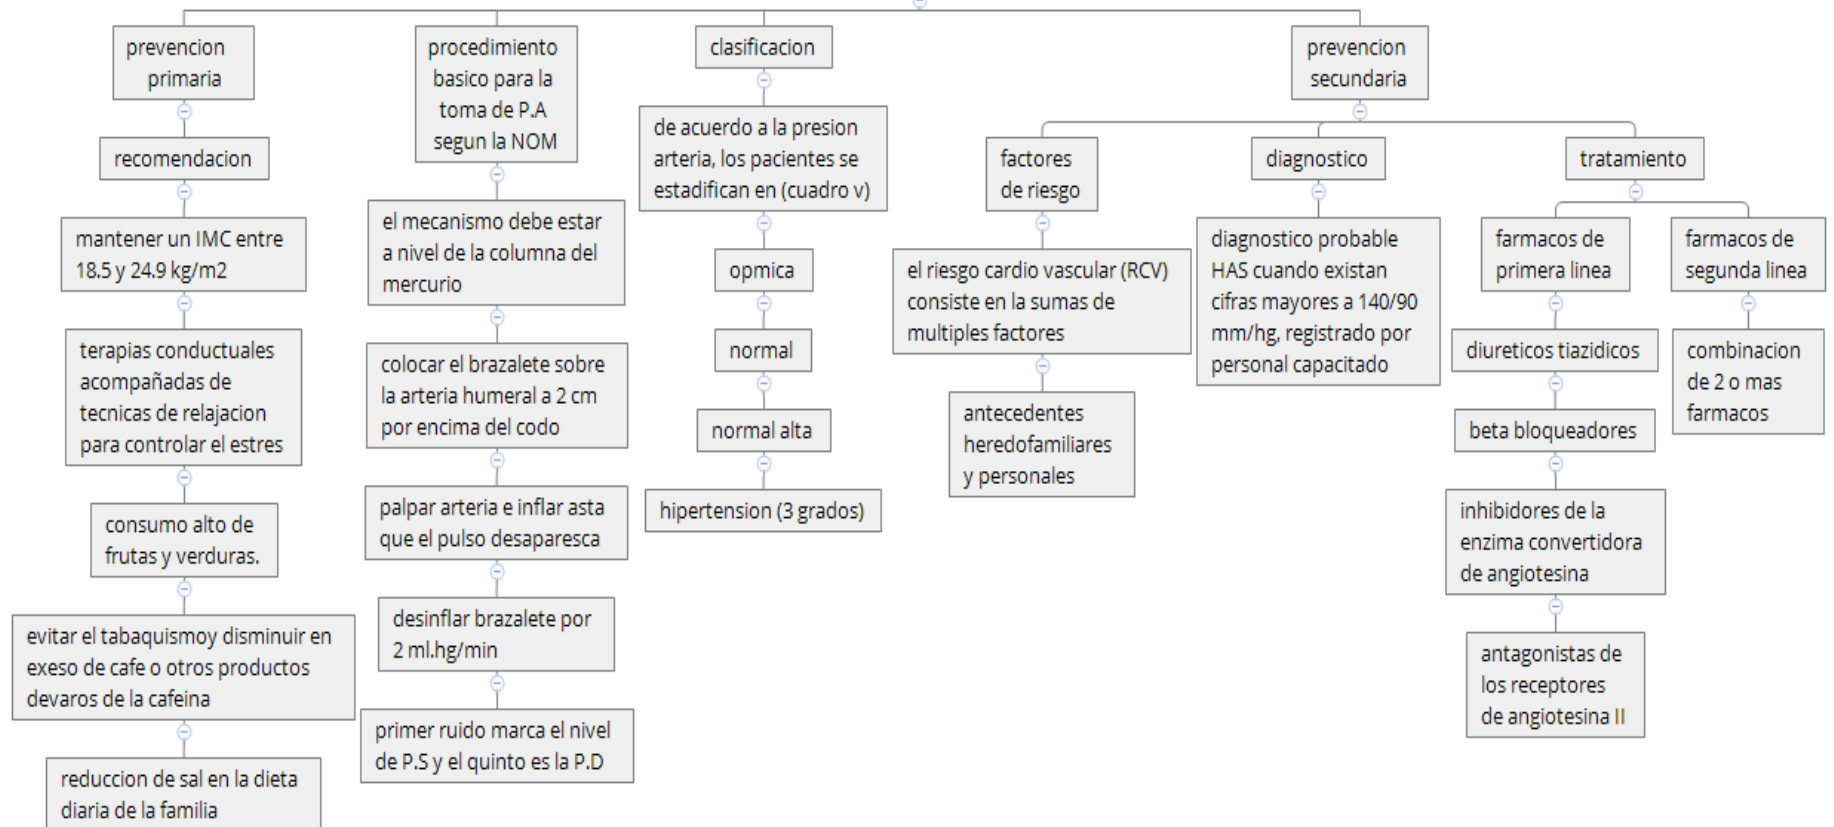 prevencion
primaria
recomendacion
mantener un IMC entre
18.5 y 24.9 kg/m2
terapias conductuales
acompañadas de
tecnicas de relajacion
para controlar el estres
consumo alto de
frutas y verduras.
evitar el tabaquismoy disminuir en
exeso de cafe o otros productos
devaros de la cafeina
reduccion de sal en la dieta
diaria de la familia
procedimiento
basico para la
toma de P.A
segun la NOM
el mecanismo debe estar
a nivel de la columna del
mercurio
colocar el brazalete sobre
la arteria humeral a 2 cm
por encima del codo
palpar arteria e inflar asta
que el pulso desaparesca
desinflar brazalete por
2 ml.hg/min
primer ruido marca el nivel
de P.S y el quinto es la P.D
clasificacion
de acuerdo a la presion
arteria, los pacientes se
estadifican en (cuadro v)
opmica
normal
normal alta
hipertension (3 grados)
prevencion
secundaria
factores
de riesgo
el riesgo cardio vascular (RCV)
consiste en la sumas de
multiples factores
antecedentes
heredofamiliares
y personales
diagnostico
diagnostico probable
HAS cuando existan
cifras mayores a 140/90
mm/hg, registrado por
personal capacitado
tratamiento
farmacos de
primera linea
diureticos tiazidicos
beta bloqueadores
inhibidores de la
enzima convertidora
de angiotesina
antagonistas de
los receptores
de angiotesina II
farmacos de
segunda linea
combinacion
de 2 o mas
farmacos